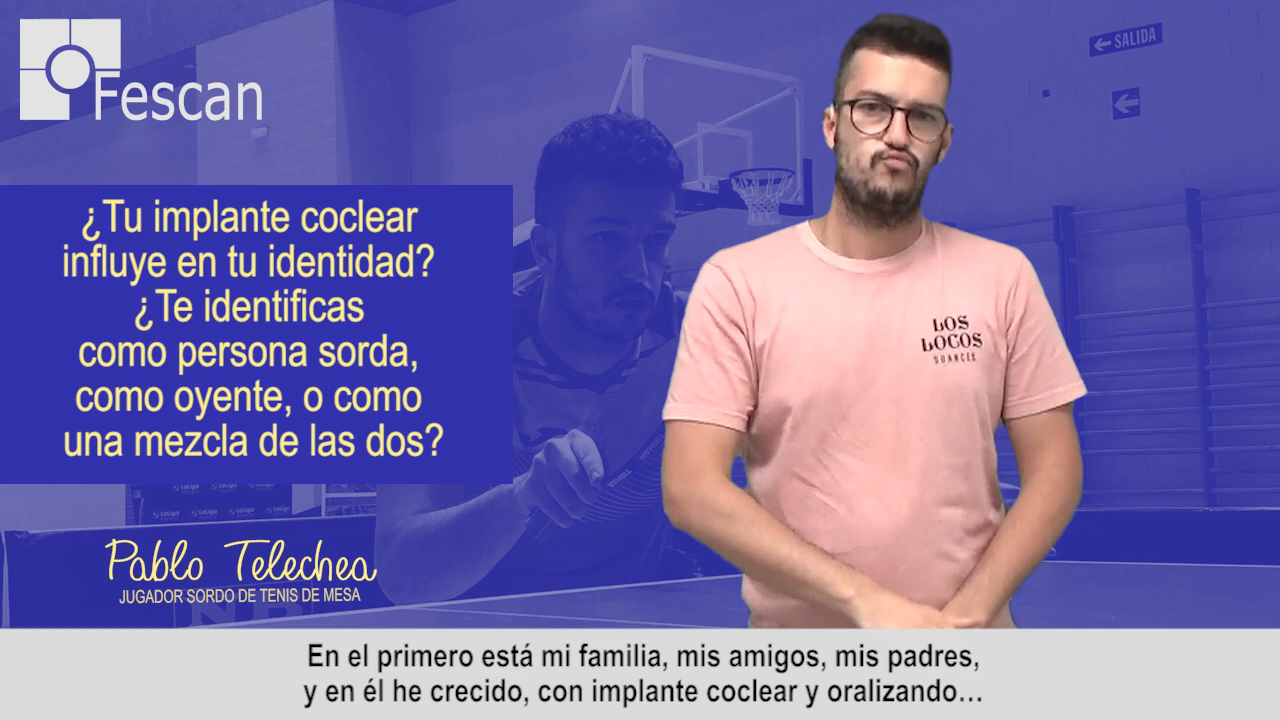 Fescan
SALIDA
¿Tu implante coclear
influye en tu identidad?
¿Te identificas
como persona sorda,
como oyente, o como
una mezcla de las dos?
LOS
LOCOS
SUANCES
Pablo Telechea
JUGADOR SORDO DE TENIS DE MESA
En el primero está mi familia, mis amigos, mis padres,
y en él he crecido, con implante coclear y oralizando...